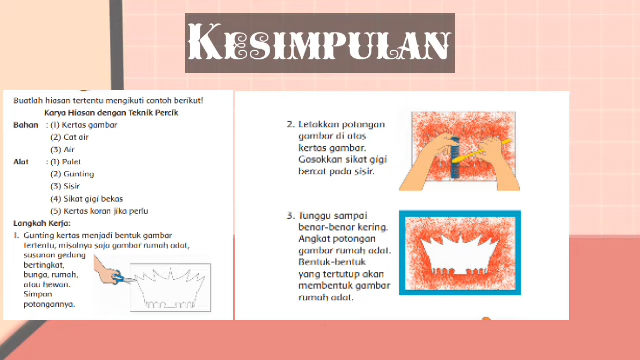 KESIMPULAN
Buatlah hiasan tertentu mengikuti contoh berikut!
Karya Hiasan dengan Teknik Percik
Bahan : (1) Kertas gambar
(2) Cat air
(3) Air
Alat : (1) Palet
(2) Gunting
(3) Sisir
(4) Sikat gigi bekas
(5) Kertas koran jika perlu
Langkah Kerja:
1. Gunting kertas menjadi bentuk gambar
tertentu, misalnya saja gambar rumah adat,
susunan gedung
bertingkat,
bunga, rumah,
atau hewan.
Simpan
potongannya.
2. Letakkan potongan
gambar di atas
kertas gambar.
Gosokkan sikat gigi
bercat pada sisir.
3. Tunggu sampai
benar-benar kering.
Angkat potongan
gambar rumah adat.
Bentuk-bentuk
yang tertutup akan
membentuk gambar
rumah adat.